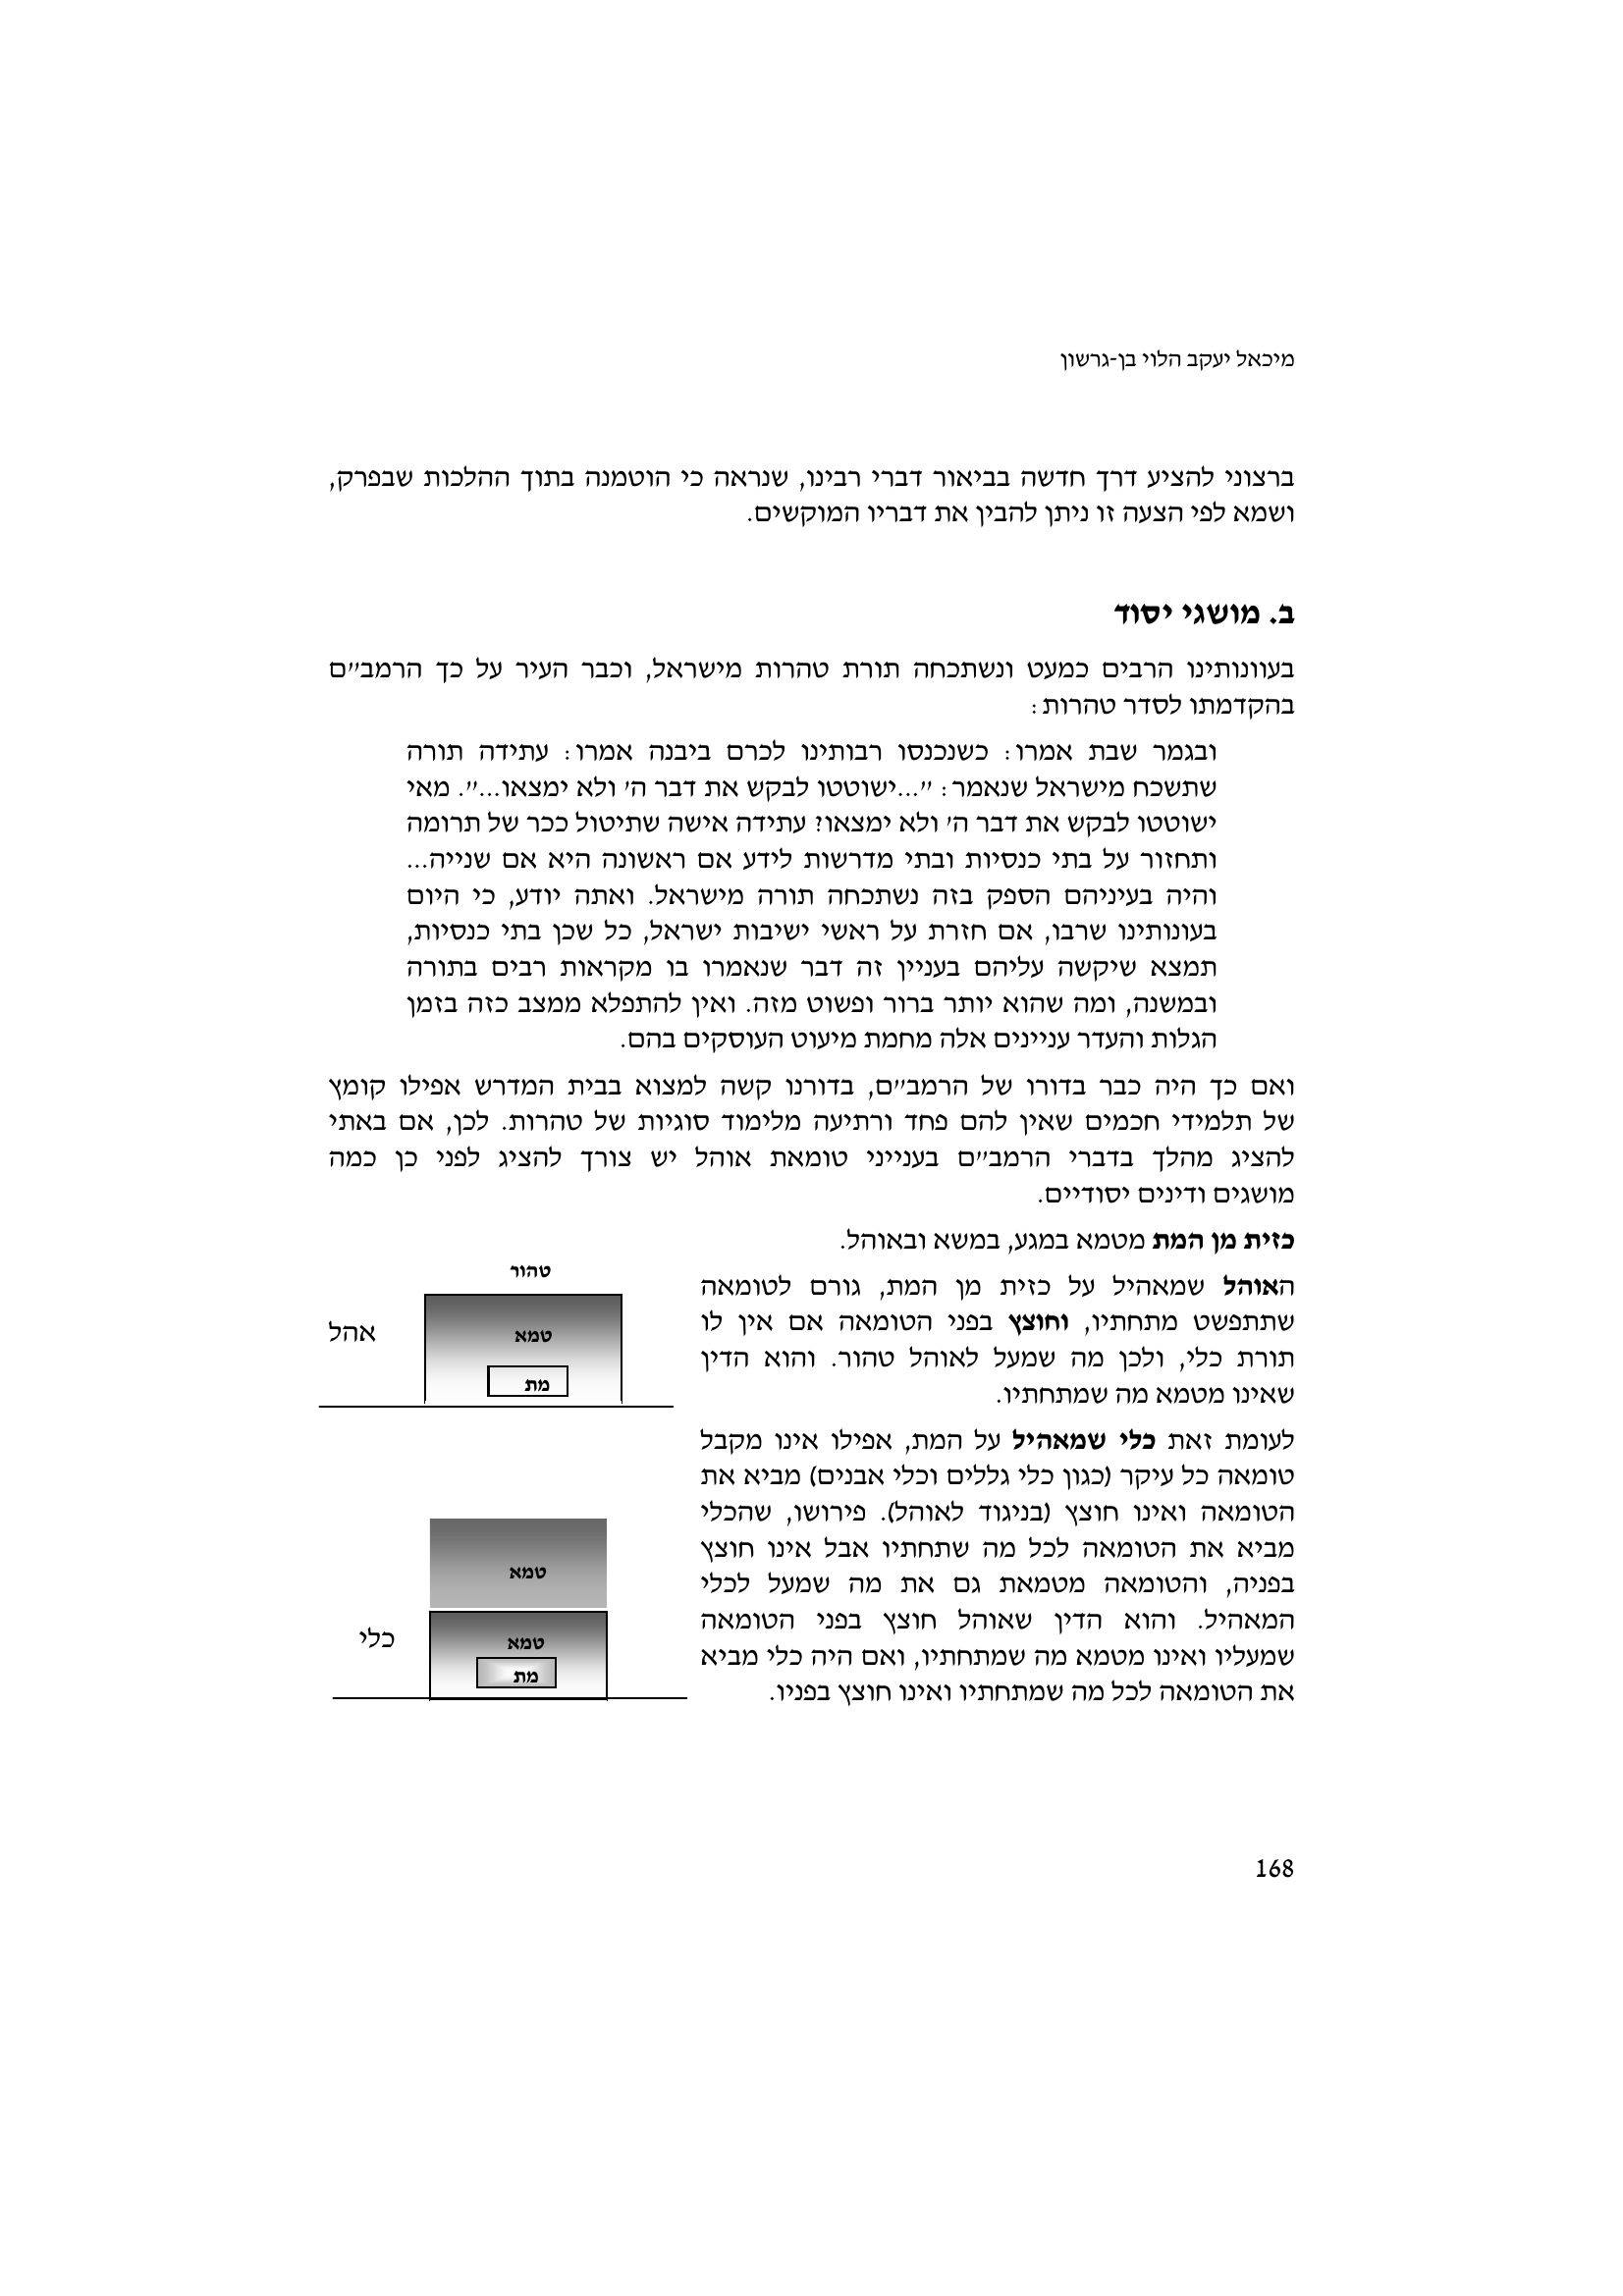 מיכאל יעקב הלוי בן-גרשון
ברצוני להציע דרך חדשה בביאור דברי רבינו, שנראה כי הוטמנה בתוך ההלכות שבפרק,
ושמא לפי הצעה זו ניתן להבין את דבריו המוקשים.
ב. מושגי יסוד
בעוונותינו הרבים כמעט ונשתכחה תורת טהרות מישראל, וכבר העיר על כך הרמב״ם
בהקדמתו לסדר טהרות:
ובגמר שבת אמרו: כשנכנסו רבותינו לכרם ביבנה אמרו: עתידה תורה
שתשכח מישראל שנאמר: ״...ישוטטו לבקש את דבר ה׳ ולא ימצאו...״. מאי
ישוטטו לבקש את דבר ה׳ ולא ימצאו? עתידה אישה שתיטול ככר של תרומה
ותחזור על בתי כנסיות ובתי מדרשות לידע אם ראשונה היא אם שנייה...
והיה בעיניהם הספק בזה נשתכחה תורה מישראל. ואתה יודע, כי היום
בעונותינו שרבו, אם חזרת על ראשי ישיבות ישראל, כל שכן בתי כנסיות,
תמצא שיקשה עליהם בעניין זה דבר שנאמרו בו מקראות רבים בתורה
ובמשנה, ומה שהוא יותר ברור ופשוט מזה. ואין להתפלא ממצב כזה בזמן
הגלות והעדר עניינים אלה מחמת מיעוט העוסקים בהם.
ואם כך היה כבר בדורו של הרמב״ם, בדורנו קשה למצוא בבית המדרש אפילו קומץ
של תלמידי חכמים שאין להם פחד ורתיעה מלימוד סוגיות של טהרות. לכן, אם באתי
להציג מהלך בדברי הרמב״ם בענייני טומאת אוהל יש צורך להציג לפני כן כמה
מושגים ודינים יסודיים.
כזית מן המת מטמא במגע, במשא ובאוהל.
האוהל שמאהיל על כזית מן המת, גורם לטומאה
שתתפשט מתחתיו, וחוצץ בפני הטומאה אם אין לו
תורת כלי, ולכן מה שמעל לאוהל טהור. והוא הדין
שאינו מטמא מה שמתחתיו.
טהור
אהל
טמא
מת
לעומת זאת כלי שמאהיל על המת, אפילו אינו מקבל
טומאה כל עיקר (כגון כלי גללים וכלי אבנים) מביא את
הטומאה ואינו חוצץ (בניגוד לאוהל). פירושו, שהכלי
מביא את הטומאה לכל מה שתחתיו אבל אינו חוצץ
בפניה, והטומאה מטמאת גם את מה שמעל לכלי
המאהיל. והוא הדין שאוהל חוצץ בפני הטומאה
שמעליו ואינו מטמא מה שמתחתיו, ואם היה כלי מביא
את הטומאה לכל מה שמתחתיו ואינו חוצץ בפניו.
טמא
כלי
טמא
מת
168